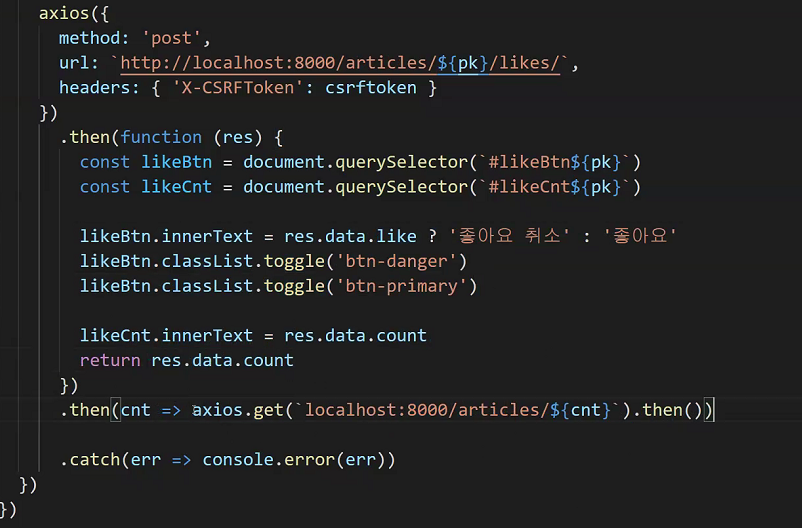 axios({
method: 'post',
url: `http://localhost:8000/articles/${pk}/likes/`,
headers: { 'X-CSRFToken': csrftoken }
})
.then(function (res) {
const likeBtn = document.querySelector(`#likeBtn${pk}`)
const likeCnt = document.querySelector(`#likeCnt${pk}`)
likeBtn.innerText = res.data.like ? '좋아요 취소' : '좋아요'
likeBtn.classList.toggle('btn-danger')
likeBtn.classList.toggle('btn-primary')
likeCnt.innerText = res.data.count
return res.data.count
})
.then(cnt => axios.get(`localhost:8000/articles/${cnt}`).then())
.catch(err => console.error(err))
})
})